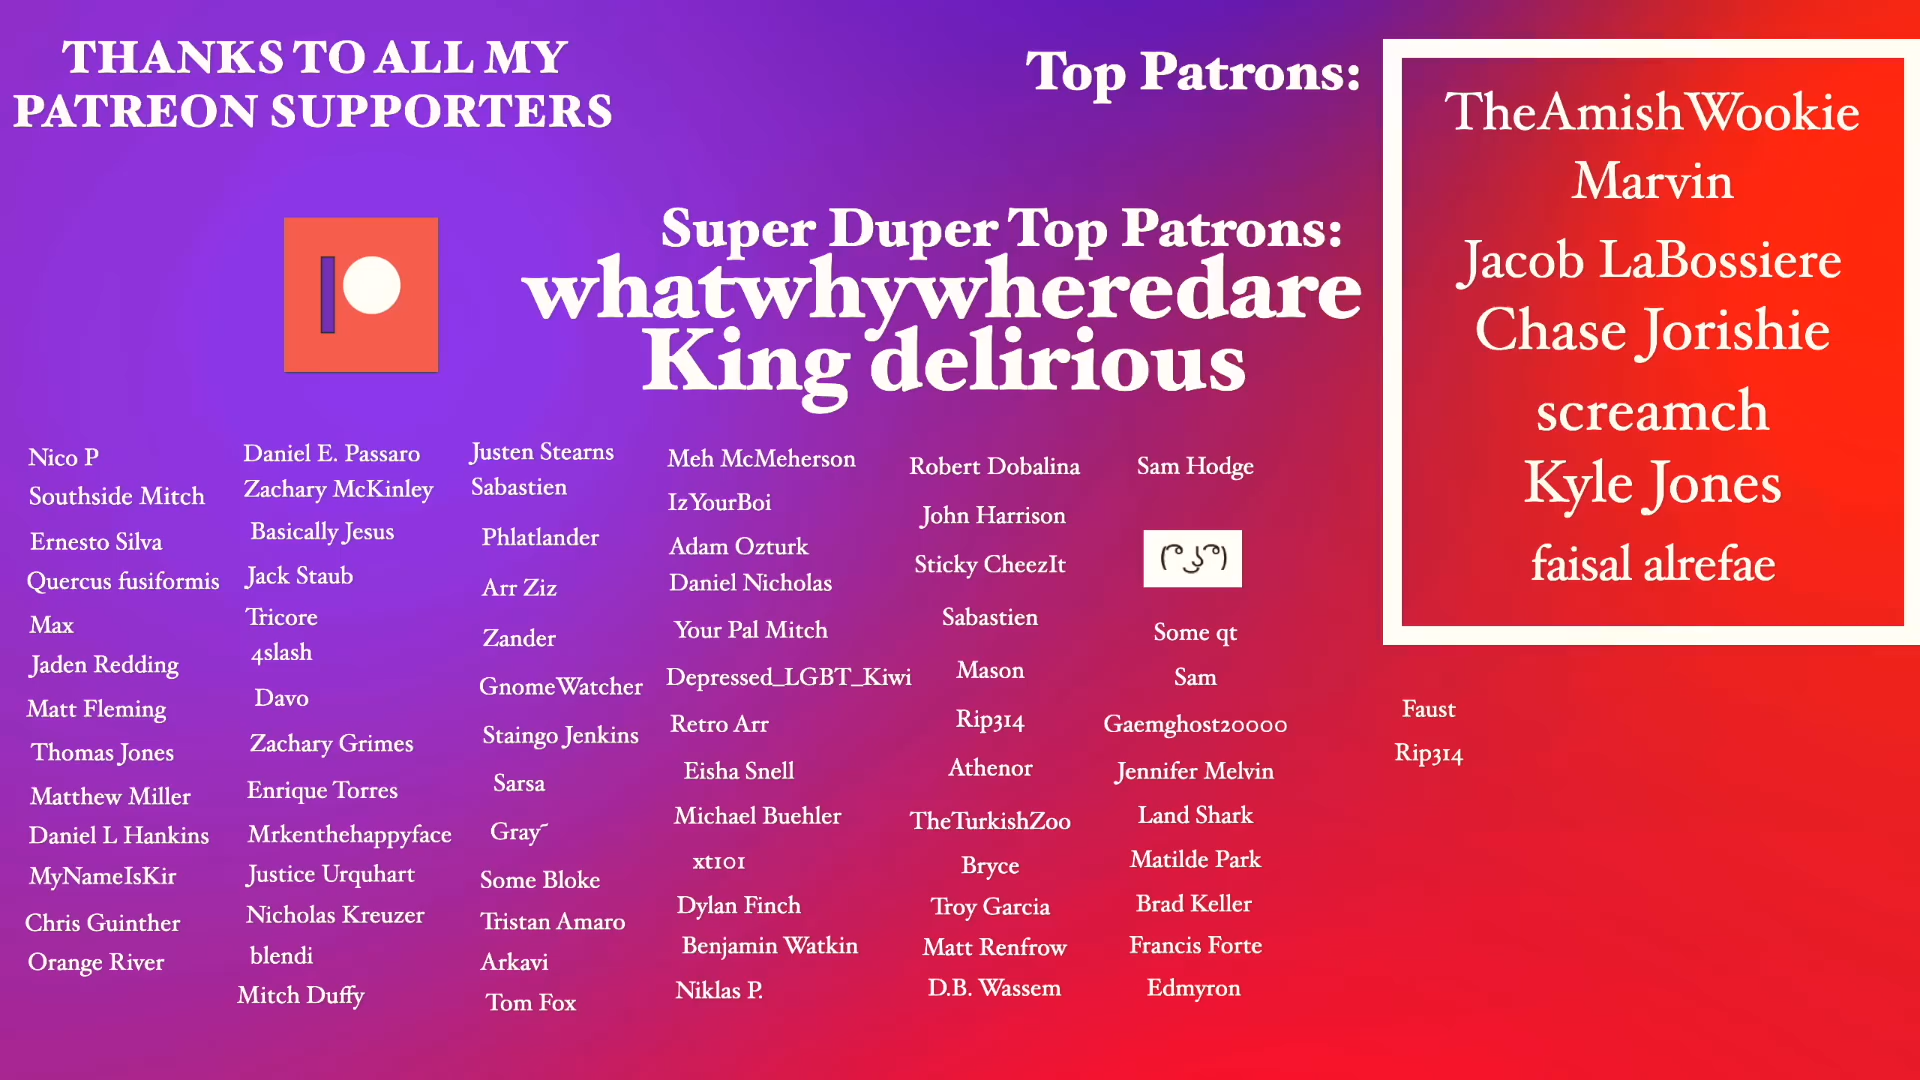 THANKS TO ALL MY
PATREON SUPPORTERS
Top Patrons:
TheAmishWookie
Marvin
Jacob LaBossiere
Chase Jorishie
screamch
Kyle Jones
faisal alrefae
Super Duper Top Patrons:
whatwhywheredare
King delirious
Nico P
Southside Mitch
Ernesto Silva
Quercus fusiformis
Max
Jaden Redding
Matt Fleming
Thomas Jones
Matthew Miller
Daniel L Hankins
MyNameIsKir
Chris Guinther
Orange River
Daniel E. Passaro
Zachary McKinley
Basically Jesus
Jack Staub
Tricore
4slash
Davo
Zachary Grimes
Enrique Torres
Mrkenthehappyface
Justice Urquhart
Nicholas Kreuzer
blendi
Mitch Duffy
Justen Stearns
Sabastien
Phlatlander
Arr Ziz
Zander
GnomeWatcher
Staingo Jenkins
Sarsa
Gray~
Some Bloke
Tristan Amaro
Arkavi
Tom Fox
Meh McMeherson
IzYourBoi
Adam Ozturk
Daniel Nicholas
Your Pal Mitch
Depressed_LGBT_Kiwi
Retro Arr
Eisha Snell
Michael Buehler
xt101
Dylan Finch
Benjamin Watkin
Niklas P.
Robert Dobalina
John Harrison
Sticky CheezIt
Sabastien
Mason
Rip314
Athenor
TheTurkishZoo
Bryce
Troy Garcia
Matt Renfrow
D.B. Wassem
Sam Hodge
( ͡° ͜ʖ ͡°)
Some qt
Sam
Gaemghost20000
Jennifer Melvin
Land Shark
Matilde Park
Brad Keller
Francis Forte
Edmyron
Faust
Rip314